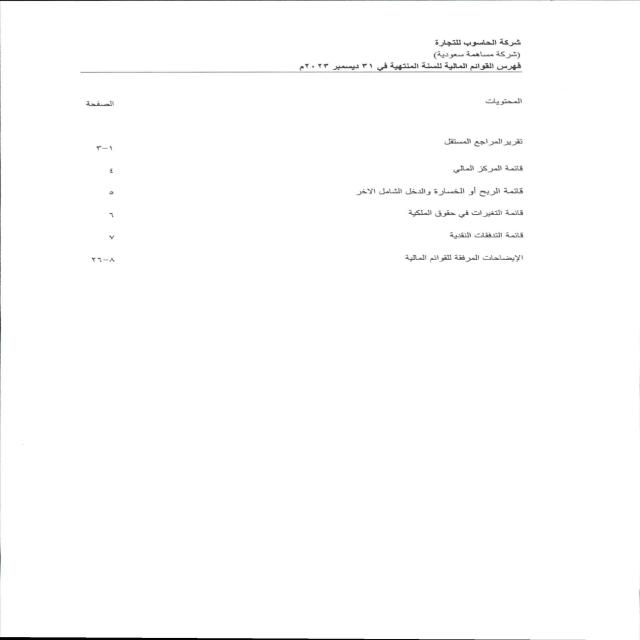 شركة الحاسوب للتجارة
(شركة مساهمة سعودية)
فهرس القوائم المالية للسنة المنتهية في ٣١ ديسمبر ٢٠٢٣م
المحتويات الصفحة
تقرير المراجع المستقل ١-٣
قائمة المركز المالي ٤
قائمة الربح أو الخسارة والدخل الشامل الاخر ٥
قائمة التغيرات في حقوق الملكية ٦
قائمة التدفقات النقدية ٧
الإيضاحات المرفقة للقوائم المالية ٨-٢٦